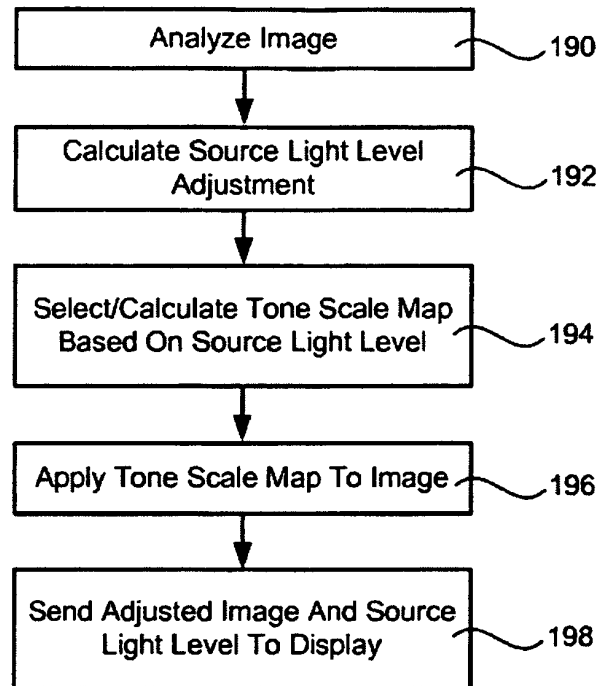 Analyze Image
190
Calculate Source Light Level
Adjustment
192
Select/Calculate Tone Scale Map
Based On Source Light Level
194
Apply Tone Scale Map To Image
196
Send Adjusted Image And Source
Light Level To Display
198